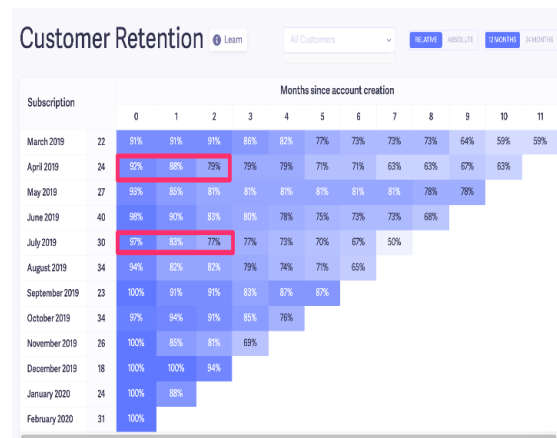 Customer Retention Learn All Customers RELATIVE ABSOLUTE 12 MONTHS 24 MONTHS
Subscription Months since account creation
0 1 2 3 4 5 6 7 8 9 10 11
March 2019 22 91% 91% 91% 86% 82% 77% 73% 73% 73% 64% 59% 59%
April 2019 24 92% 88% 79% 79% 79% 71% 71% 63% 63% 67% 63%
May 2019 27 93% 85% 81% 81% 81% 81% 81% 81% 78% 78%
June 2019 40 98% 90% 83% 80% 78% 75% 73% 73% 68%
July 2019 30 97% 83% 77% 77% 73% 70% 67% 50%
August 2019 34 94% 82% 82% 79% 74% 71% 65%
September 2019 23 100% 91% 91% 83% 87% 87%
October 2019 34 97% 94% 91% 85% 76%
November 2019 26 100% 85% 81% 69%
December 2019 18 100% 100% 94%
January 2020 24 100% 88%
February 2020 31 100%